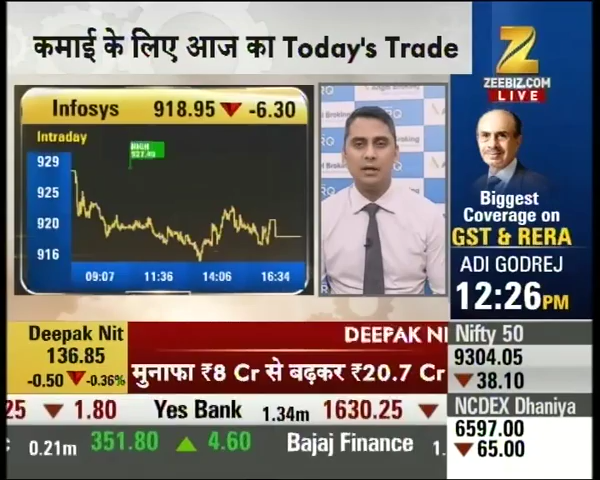 कमाई के लिए आज का Today's Trade
Z
ZEEBIZ.COM
LIVE
Infosys 918.95 -6.30
Intraday
929
925
920
916
09:07 11:36 14:06 16:34
Biggest
Coverage on
GST & RERA
ADI GODREJ
12:26PM
Deepak Nit
136.85
-0.50 -0.36%
DEEPAK NI
मुनाफा ₹8 Cr से बढ़कर ₹20.7 Cr
Nifty 50
9304.05
38.10
NCDEX Dhaniya
6597.00
65.00
25 1.80 Yes Bank 1.34m 1630.25
0.21m 351.80 4.60 Bajaj Finance 1.